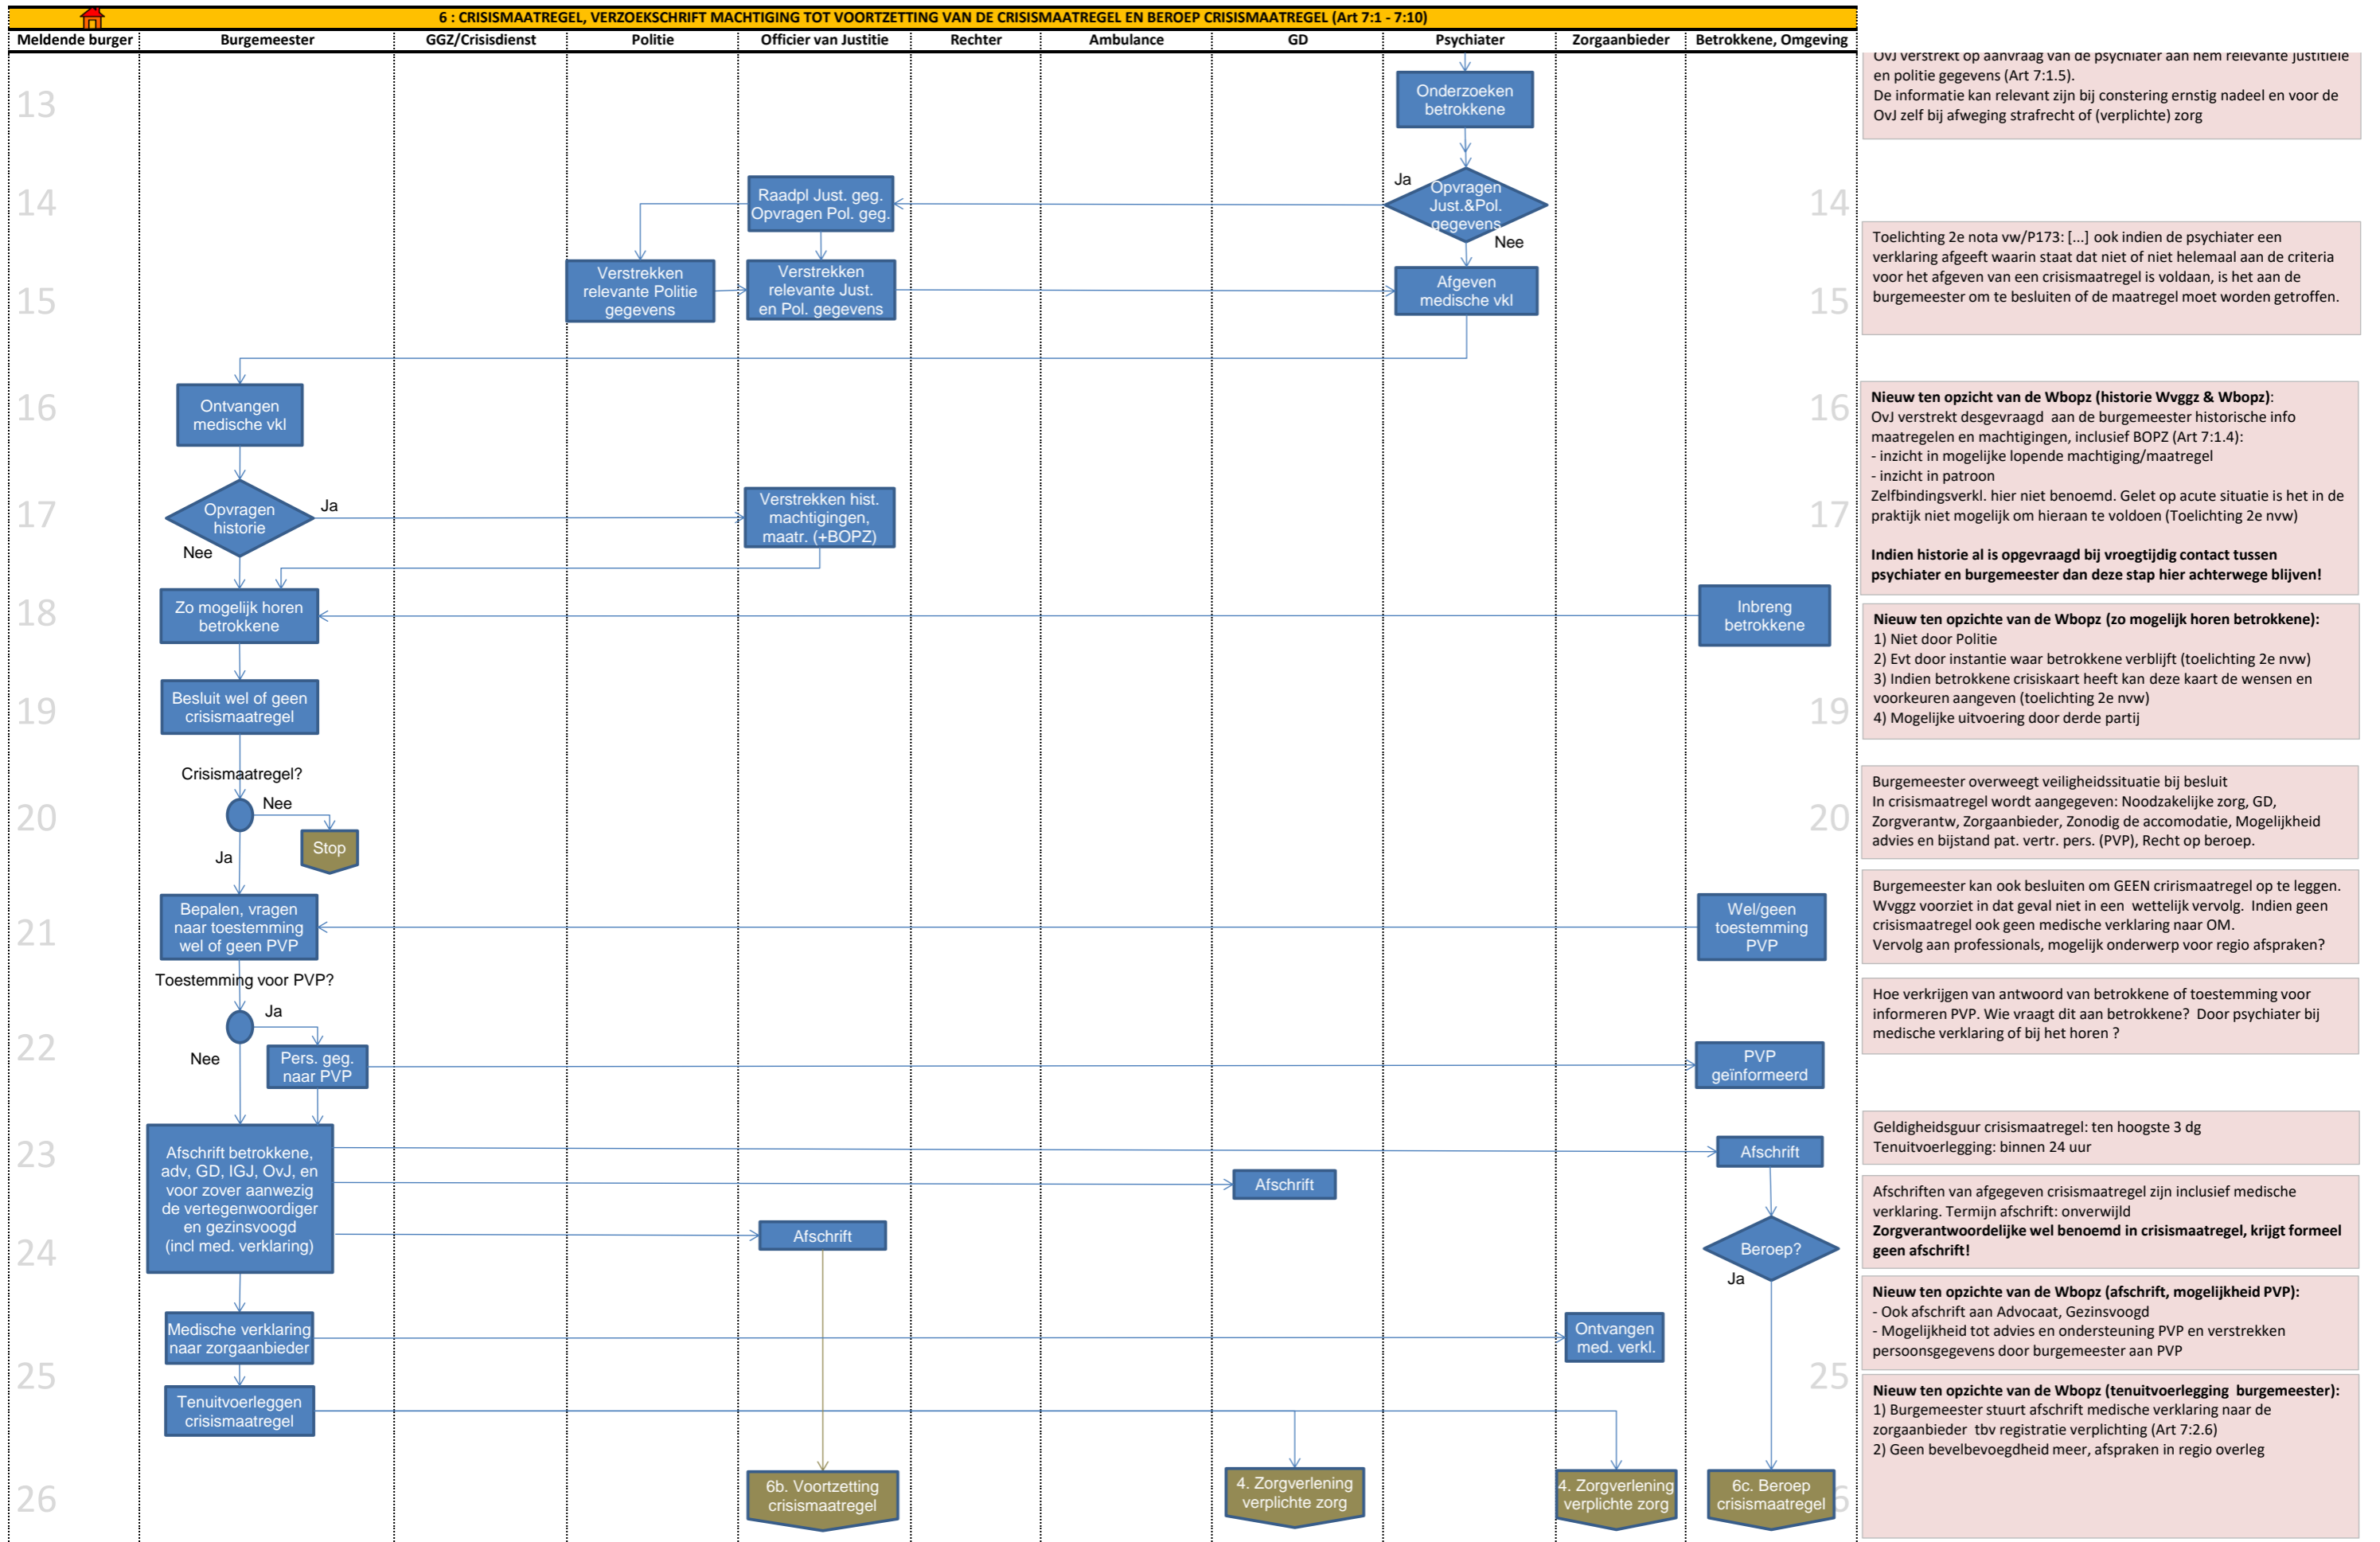 6 : CRISISMAATREGEL, VERZOEKSCHRIFT MACHTIGING TOT VOORTZETTING VAN DE CRISISMAATREGEL EN BEROEP CRISISMAATREGEL (Art 7:1 - 7:10)
Meldende burger
Burgemeester
GGZ/Crisisdienst
Politie
Officier van Justitie
Rechter
Ambulance
GD
Psychiater
Zorgaanbieder
Betrokkene, Omgeving
OvJ verstrekt op aanvraag van de psychiater aan hem relevante justitiële
en politie gegevens (Art 7:1.5).
De informatie kan relevant zijn bij constering ernstig nadeel en voor de
OvJ zelf bij afweging strafrecht of (verplichte) zorg
13
Onderzoeken
betrokkene
14
Raadpl Just. geg.
Opvragen Pol. geg.
Ja
Opvragen
Just.&Pol.
gegevens
Nee
14
Toelichting 2e nota vw/P173: [...] ook indien de psychiater een
verklaring afgeeft waarin staat dat niet of niet helemaal aan de criteria
voor het afgeven van een crisismaatregel is voldaan, is het aan de
burgemeester om te besluiten of de maatregel moet worden getroffen.
15
Verstrekken
relevante Politie
gegevens
Verstrekken
relevante Just.
en Pol. gegevens
Afgeven
medische vkl
15
16
Ontvangen
medische vkl
16
Nieuw ten opzicht van de Wbopz (historie Wvggz & Wbopz):
OvJ verstrekt desgevraagd aan de burgemeester historische info
maatregelen en machtigingen, inclusief BOPZ (Art 7:1.4):
- inzicht in mogelijke lopende machtiging/maatregel
- inzicht in patroon
Zelfbindingsverkl. hier niet benoemd. Gelet op acute situatie is het in de
praktijk niet mogelijk om hieraan te voldoen (Toelichting 2e nvw)
Indien historie al is opgevraagd bij vroegtijdig contact tussen
psychiater en burgemeester dan deze stap hier achterwege blijven!
17
Opvragen
historie
Ja
Nee
Verstrekken hist.
machtigingen,
maatr. (+BOPZ)
17
18
Zo mogelijk horen
betrokkene
Inbreng
betrokkene
Nieuw ten opzichte van de Wbopz (zo mogelijk horen betrokkene):
1) Niet door Politie
2) Evt door instantie waar betrokkene verblijft (toelichting 2e nvw)
3) Indien betrokkene crisiskaart heeft kan deze kaart de wensen en
voorkeuren aangeven (toelichting 2e nvw)
4) Mogelijke uitvoering door derde partij
19
Besluit wel of geen
crisismaatregel
19
Crisismaatregel?
20
Nee
Ja
Stop
20
Burgemeester overweegt veiligheidssituatie bij besluit
In crisismaatregel wordt aangegeven: Noodzakelijke zorg, GD,
Zorgverantw, Zorgaanbieder, Zonodig de accomodatie, Mogelijkheid
advies en bijstand pat. vertr. pers. (PVP), Recht op beroep.
21
Bepalen, vragen
naar toestemming
wel of geen PVP
Wel/geen
toestemming
PVP
Burgemeester kan ook besluiten om GEEN crirismaatregel op te leggen.
Wvggz voorziet in dat geval niet in een wettelijk vervolg. Indien geen
crisismaatregel ook geen medische verklaring naar OM.
Vervolg aan professionals, mogelijk onderwerp voor regio afspraken?
Toestemming voor PVP?
22
Ja
Nee
Pers. geg.
naar PVP
PVP
geïnformeerd
Hoe verkrijgen van antwoord van betrokkene of toestemming voor
informeren PVP. Wie vraagt dit aan betrokkene? Door psychiater bij
medische verklaring of bij het horen ?
23
Afschrift betrokkene,
adv, GD, IGJ, OvJ, en
voor zover aanwezig
de vertegenwoordiger
en gezinsvoogd
(incl med. verklaring)
Afschrift
Afschrift
Geldigheidsguur crisismaatregel: ten hoogste 3 dg
Tenuitvoerlegging: binnen 24 uur
24
Afschrift
Beroep?
Ja
Afschriften van afgegeven crisismaatregel zijn inclusief medische
verklaring. Termijn afschrift: onverwijld
Zorgverantwoordelijke wel benoemd in crisismaatregel, krijgt formeel
geen afschrift!
Medische verklaring
naar zorgaanbieder
Ontvangen
med. verkl.
Nieuw ten opzichte van de Wbopz (afschrift, mogelijkheid PVP):
- Ook afschrift aan Advocaat, Gezinsvoogd
- Mogelijkheid tot advies en ondersteuning PVP en verstrekken
persoonsgegevens door burgemeester aan PVP
25
Tenuitvoerleggen
crisismaatregel
25
Nieuw ten opzichte van de Wbopz (tenuitvoerlegging burgemeester):
1) Burgemeester stuurt afschrift medische verklaring naar de
zorgaanbieder tbv registratie verplichting (Art 7:2.6)
2) Geen bevelbevoegdheid meer, afspraken in regio overleg
26
6b. Voortzetting
crisismaatregel
4. Zorgverlening
verplichte zorg
4. Zorgverlening
verplichte zorg
6c. Beroep
crisismaatregel
6